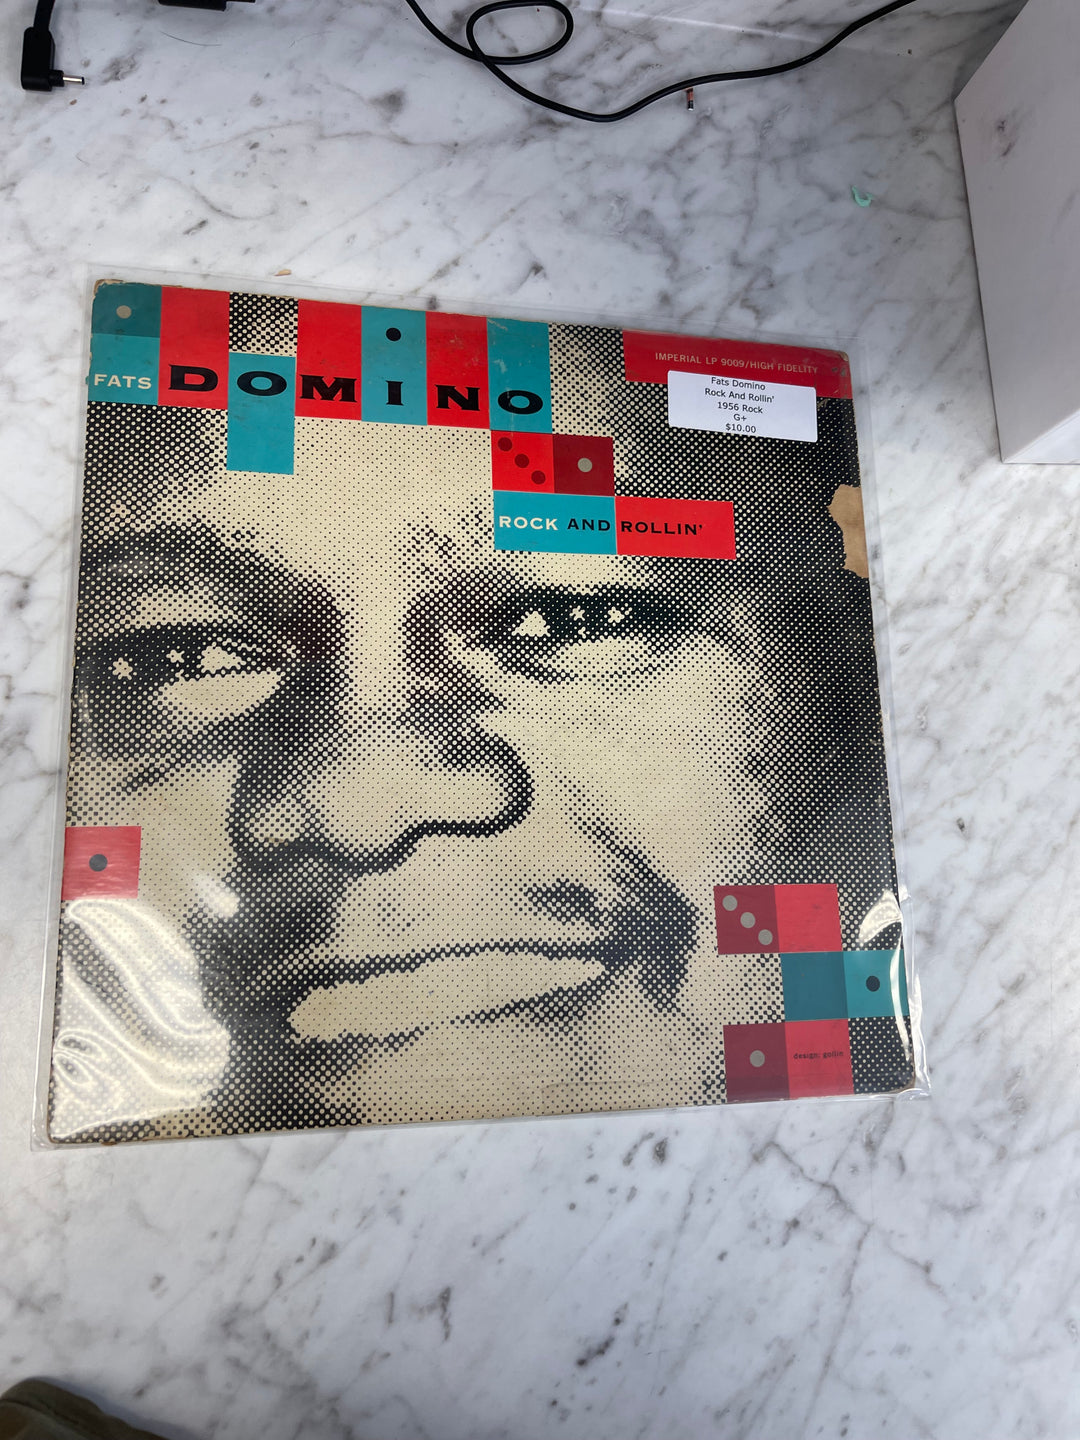 FATS DOMINO
IMPERIAL LP 9009/HIGH FIDELITY
Fats Domino
Rock And Rollin'
1956 Rock
G+
$10.00
ROCK AND ROLLIN'
design: gollin